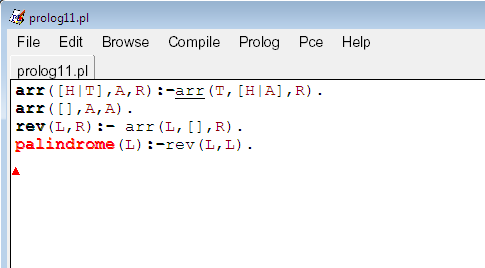 prolog11.pl
File Edit Browse Compile Prolog Pce Help
prolog11.pl
arr([H|T],A,R):-arr(T,[H|A],R).
arr([],A,A).
rev(L,R):- arr(L,[],R).
palindrome(L):-rev(L,L).